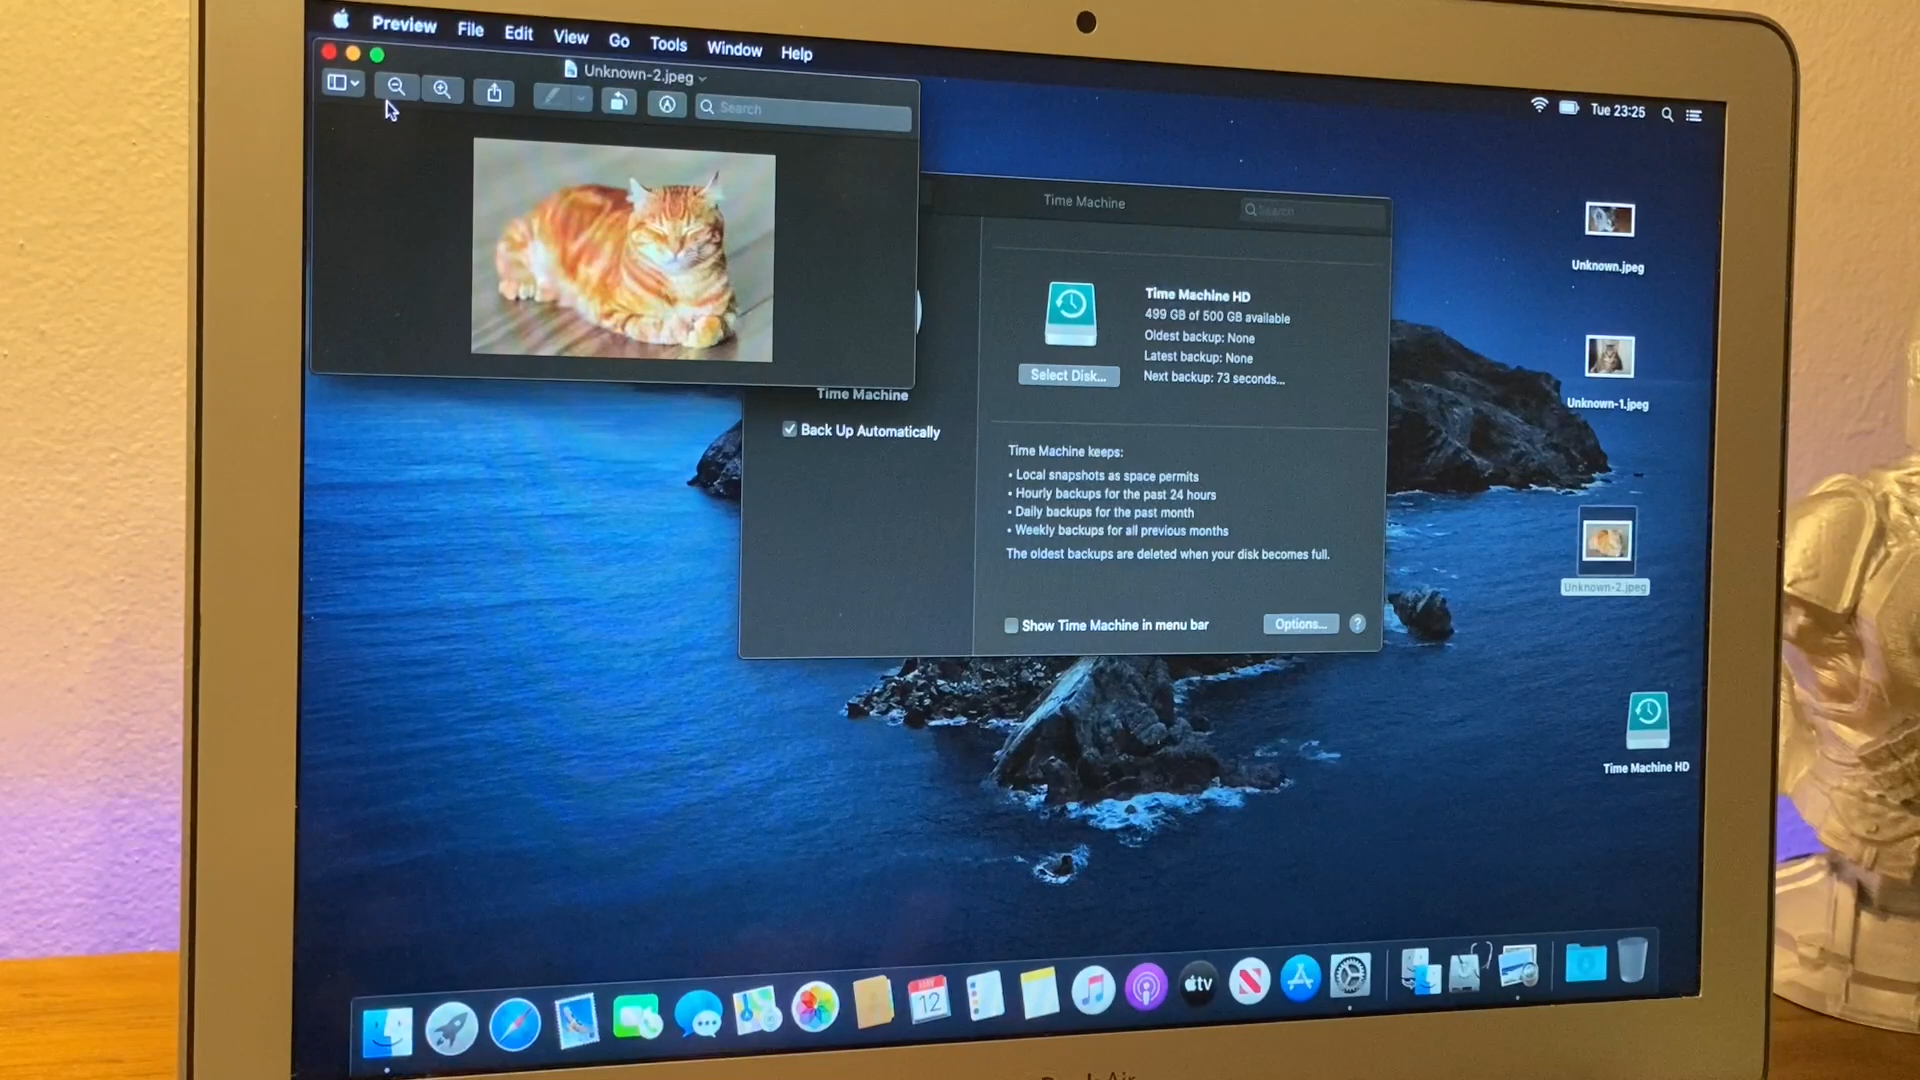 Preview File Edit View Go Tools Window Help
Unknown-2.jpeg
Search
Tue 23:25
Time Machine
Search
Time Machine HD
499 GB of 500 GB available
Oldest backup: None
Latest backup: None
Next backup: 73 seconds...
Select Disk...
Time Machine
Back Up Automatically
Time Machine keeps:
• Local snapshots as space permits
• Hourly backups for the past 24 hours
• Daily backups for the past month
• Weekly backups for all previous months
The oldest backups are deleted when your disk becomes full.
Show Time Machine in menu bar
Options...
?
Unknown.jpeg
Unknown-1.jpeg
Unknown-2.jpeg
Time Machine HD
MAY
12
tv